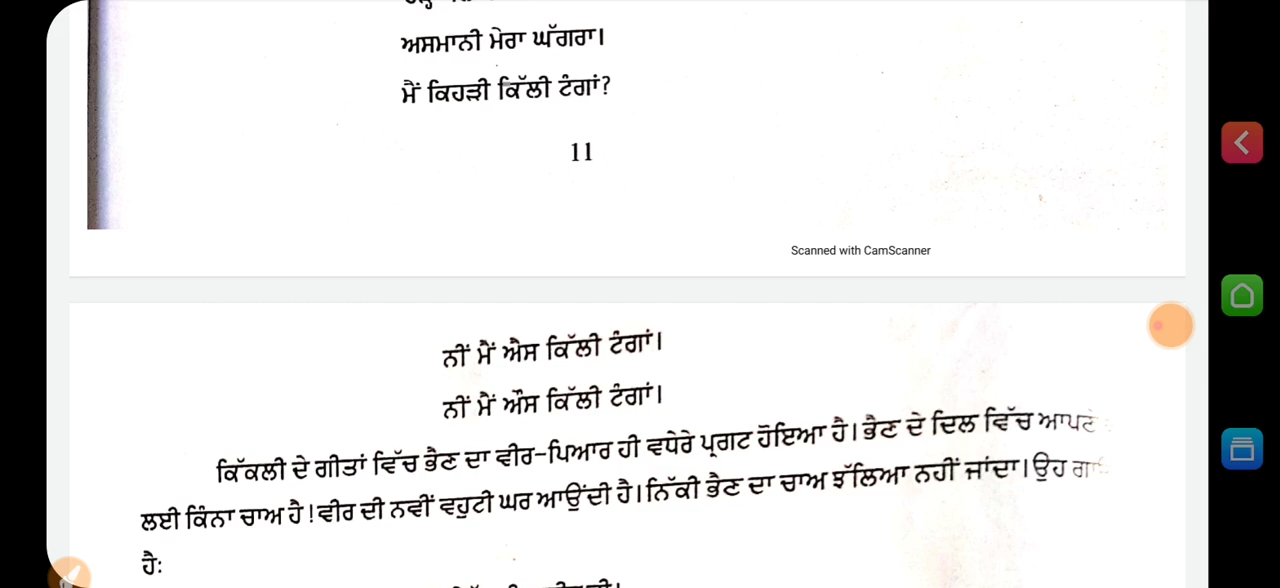 ਅਸਮਾਨੀ ਮੇਰਾ ਘੱਗਰਾ।
ਮੈਂ ਕਿਹੜੀ ਕਿੱਲੀ ਟੰਗਾਂ?
11
Scanned with CamScanner
ਨੀਂ ਮੈਂ ਐਸ ਕਿੱਲੀ ਟੰਗਾਂ।
ਨੀਂ ਮੈਂ ਔਸ ਕਿੱਲੀ ਟੰਗਾਂ।
ਕਿੱਕਲੀ ਦੇ ਗੀਤਾਂ ਵਿੱਚ ਭੈਣ ਦਾ ਵੀਰ-ਪਿਆਰ ਹੀ ਵਧੇਰੇ ਪ੍ਰਗਟ ਹੋਇਆ ਹੈ। ਭੈਣ ਦੇ ਦਿਲ ਵਿੱਚ ਆਪਣੇ
ਲਈ ਕਿੰਨਾ ਚਾਅ ਹੈ! ਵੀਰ ਦੀ ਨਵੀਂ ਵਹੁਟੀ ਘਰ ਆਉਂਦੀ ਹੈ। ਨਿੱਕੀ ਭੈਣ ਦਾ ਚਾਅ ਝੱਲਿਆ ਨਹੀਂ ਜਾਂਦਾ। ਉਹ
ਹੈ: